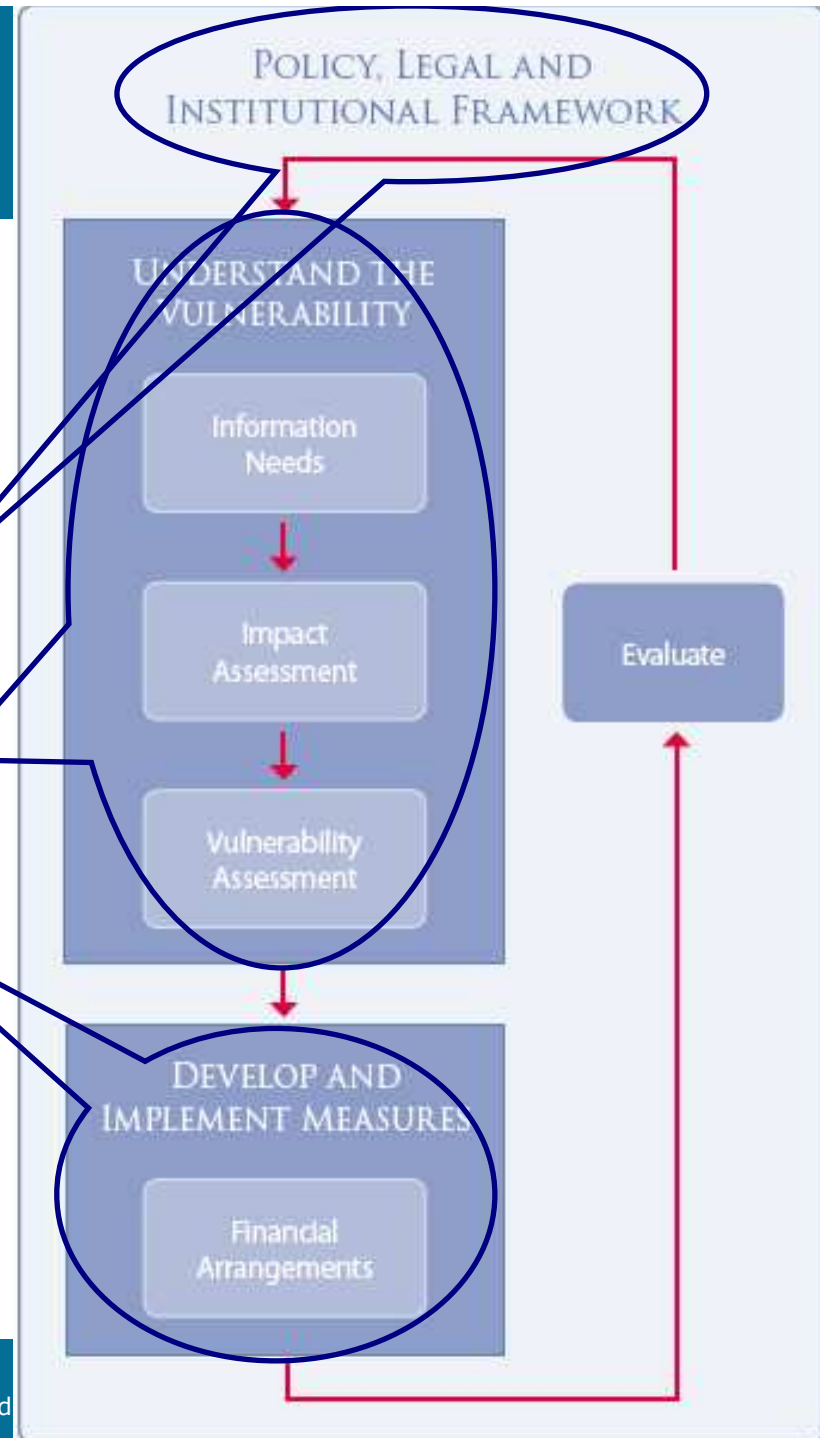 POLICY, LEGAL AND
INSTITUTIONAL FRAMEWORK
UNDERSTAND THE
VULNERABILITY
Information
Needs
Impact
Assessment
Vulnerability
Assessment
Evaluate
DEVELOP AND
IMPLEMENT MEASURES
Financial
Arrangements